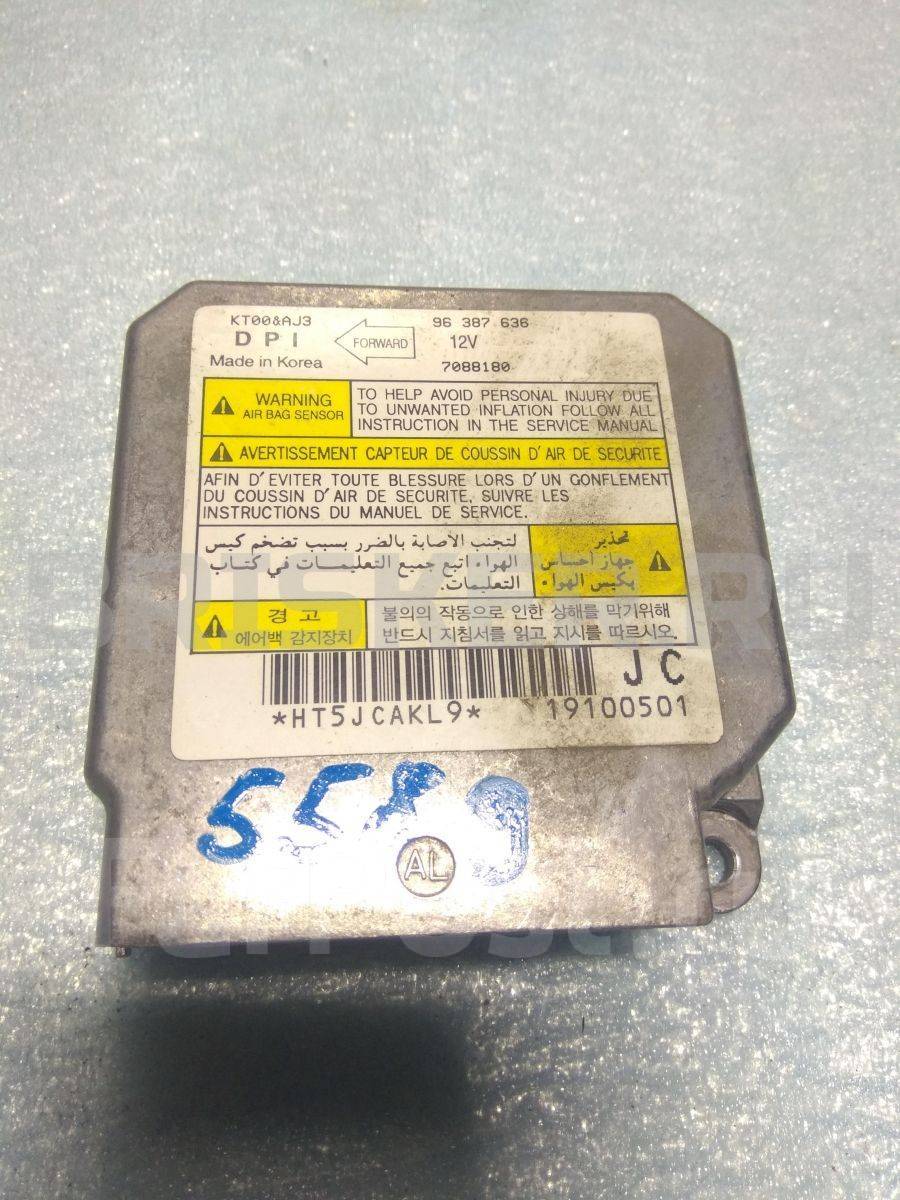 KT00&AJ3
DPI
Made in Korea
FORWARD
96 387 636
12V
7088180
WARNING
AIR BAG SENSOR
TO HELP AVOID PERSONAL INJURY DUE
TO UNWANTED INFLATION FOLLOW ALL
INSTRUCTION IN THE SERVICE MANUAL
AVERTISSEMENT CAPTEUR DE COUSSIN D'AIR DE SECURITE
AFIN D'EVITER TOUTE BLESSURE LORS D'UN GONFLEMENT
DU COUSSIN D'AIR DE SECURITE, SUIVRE LES
INSTRUCTIONS DU MANUEL DE SERVICE.
تحذير
جهاز احساس
بكيس الهواء
لتجنب الأصابة بالضرر بسبب تضخم كيس
الهواء اتبع جميع التعليمات في كتاب
التعليمات.
경고
에어백 감지장치
불의의 작동으로 인한 상해를 막기위해
반드시 지침서를 읽고 지시를 따르시오.
JC
*HT5JCAKL9*
19100501
AL